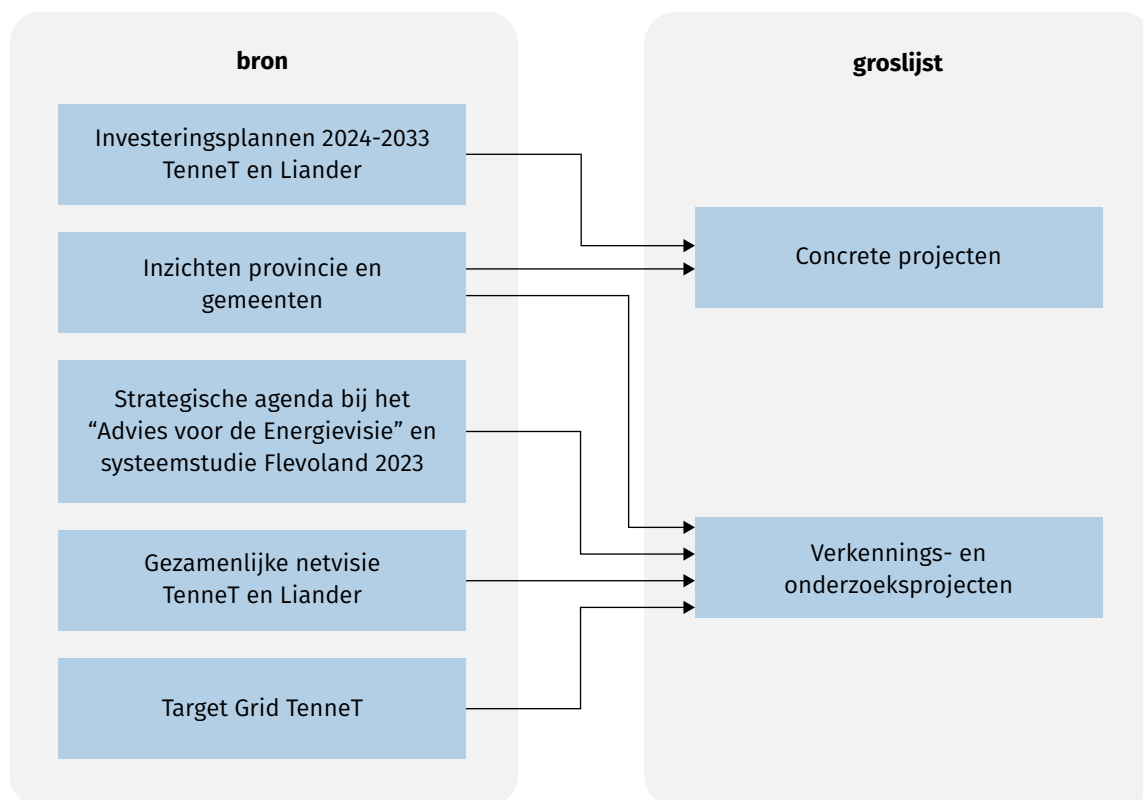 bron
Investeringsplannen 2024-2033
TenneT en Liander
Inzichten provincie en
gemeenten
Strategische agenda bij het
“Advies voor de Energievisie” en
systeemstudie Flevoland 2023
Gezamenlijke netvisie
TenneT en Liander
Target Grid TenneT
groslijst
Concrete projecten
Verkennings- en
onderzoeksprojecten